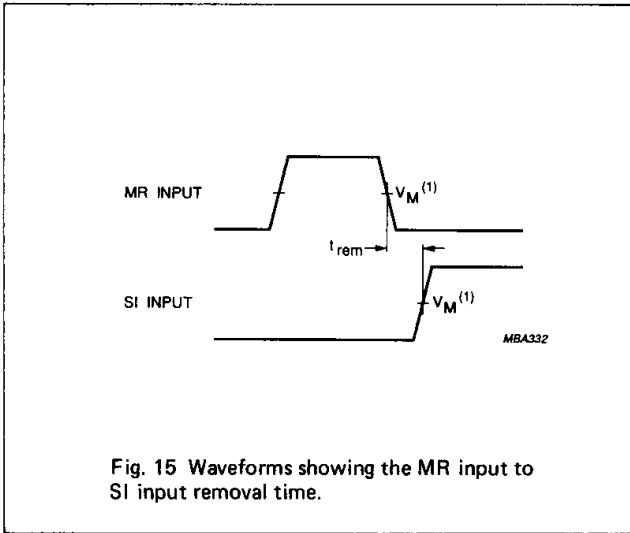 MR INPUT
V_M^(1)
t_rem
SI INPUT
V_M^(1)
MBA332
Fig. 15 Waveforms showing the MR input to
SI input removal time.